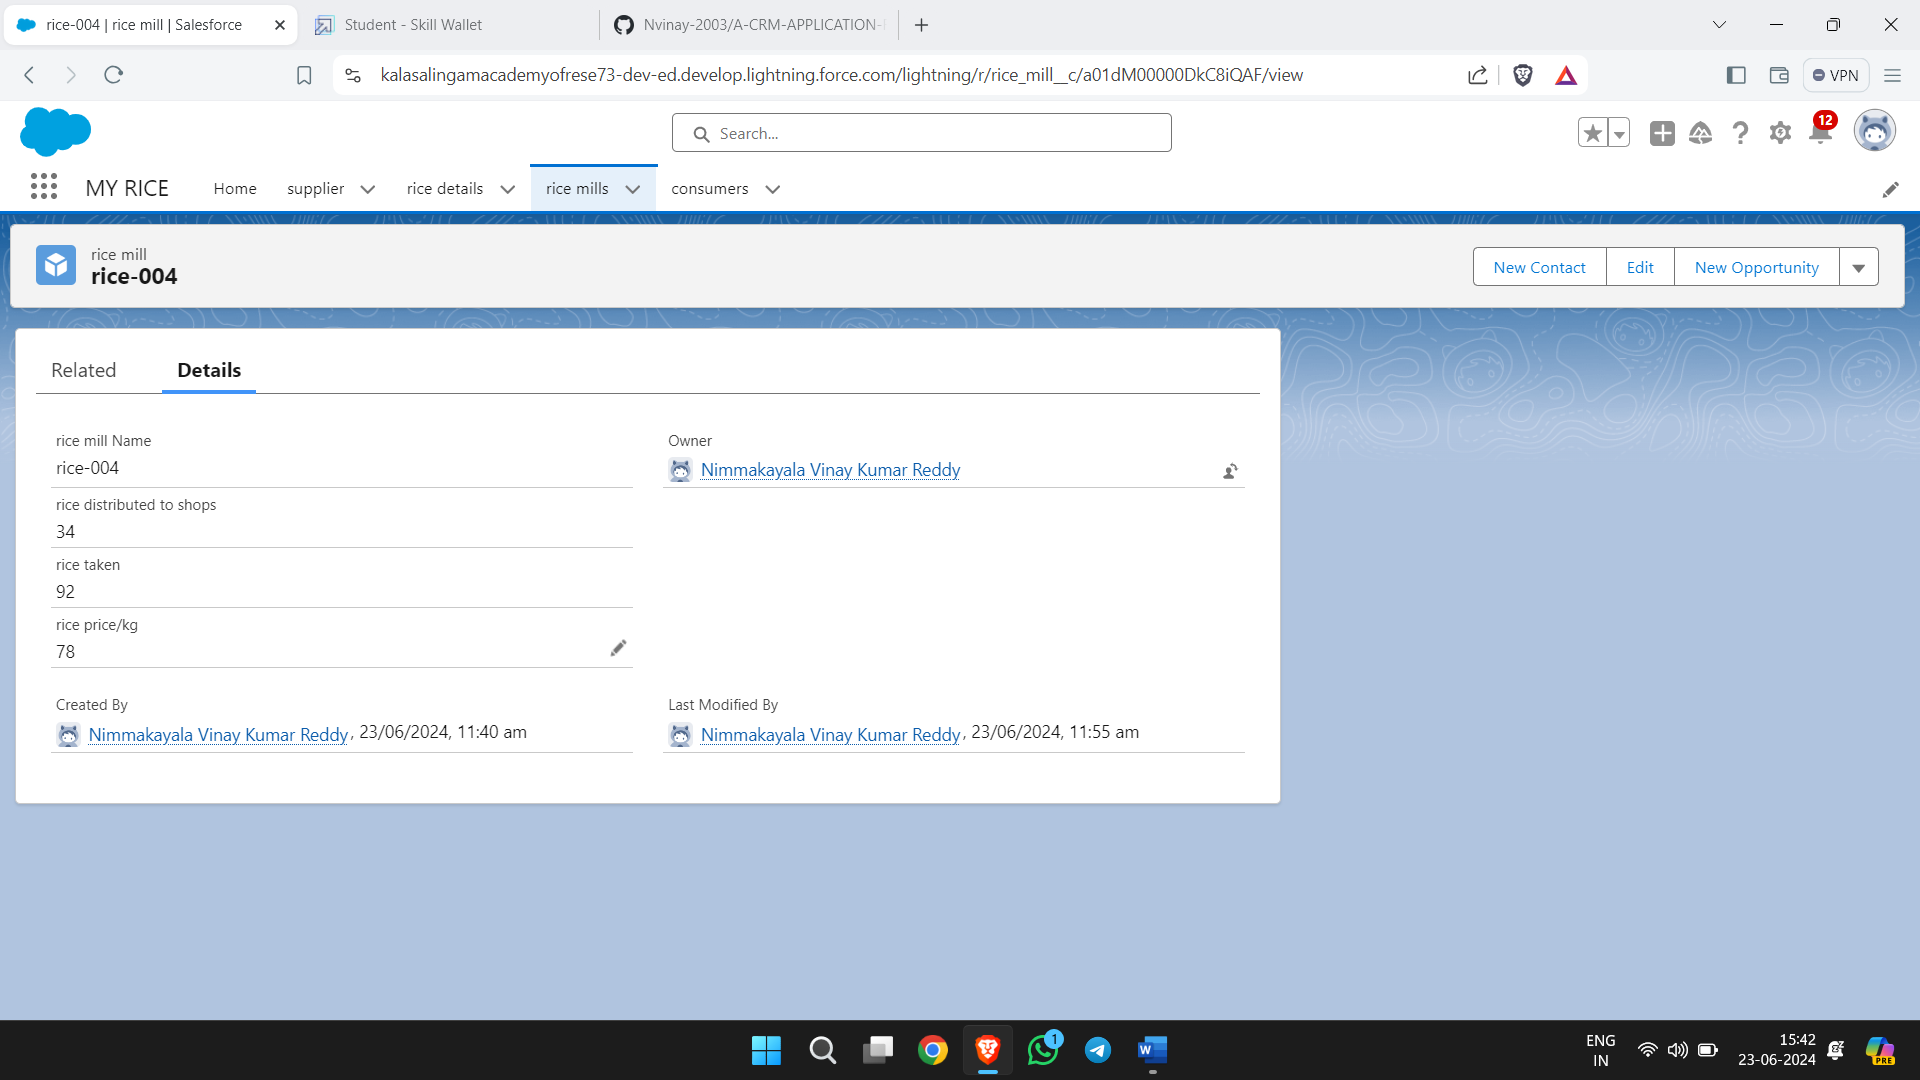 rice-004 | rice mill | Salesforce
Student - Skill Wallet
Nvinay-2003/A-CRM-APPLICATION-
kalasalingamacademyofrese73-dev-ed.develop.lightning.force.com/lightning/r/rice_mill__c/a01dM00000DkC8iQAF/view
VPN
Search...
12
MY RICE
Home
supplier
rice details
rice mills
consumers
rice mill
rice-004
New Contact
Edit
New Opportunity
Related
Details
rice mill Name
rice-004
Owner
Nimmakayala Vinay Kumar Reddy
rice distributed to shops
34
rice taken
92
rice price/kg
78
Created By
Nimmakayala Vinay Kumar Reddy, 23/06/2024, 11:40 am
Last Modified By
Nimmakayala Vinay Kumar Reddy, 23/06/2024, 11:55 am
1
W
ENG
IN
15:42
23-06-2024
PRE